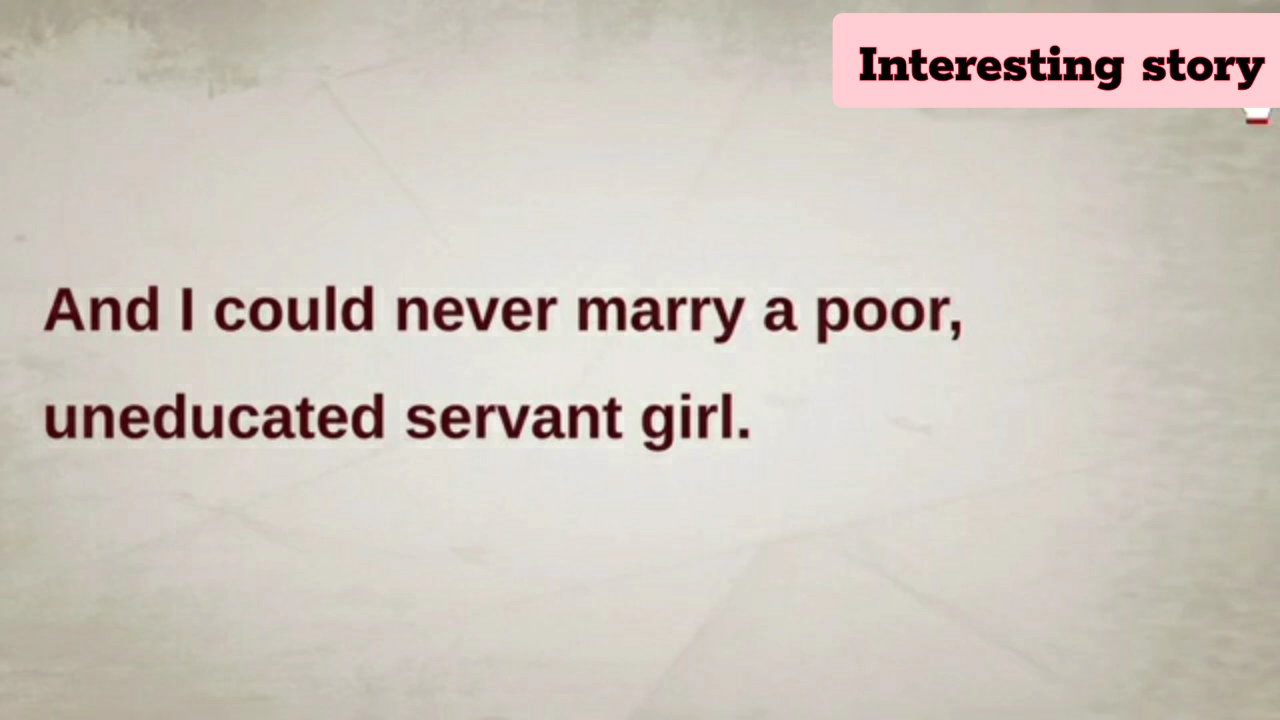 Interesting story
And I could never marry a poor,
uneducated servant girl.